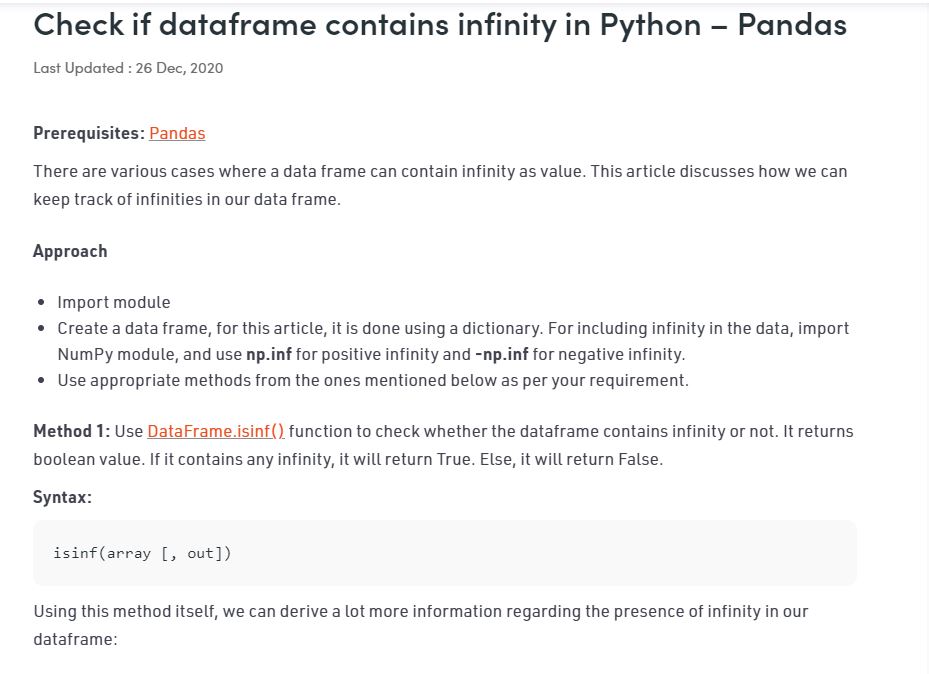 Check if dataframe contains infinity in Python – Pandas
Last Updated : 26 Dec, 2020
Prerequisites: Pandas
There are various cases where a data frame can contain infinity as value. This article discusses how we can
keep track of infinities in our data frame.
Approach
• Import module
• Create a data frame, for this article, it is done using a dictionary. For including infinity in the data, import
NumPy module, and use np.inf for positive infinity and -np.inf for negative infinity.
• Use appropriate methods from the ones mentioned below as per your requirement.
Method 1: Use DataFrame.isinf() function to check whether the dataframe contains infinity or not. It returns
boolean value. If it contains any infinity, it will return True. Else, it will return False.
Syntax:
isinf(array [, out])
Using this method itself, we can derive a lot more information regarding the presence of infinity in our
dataframe: